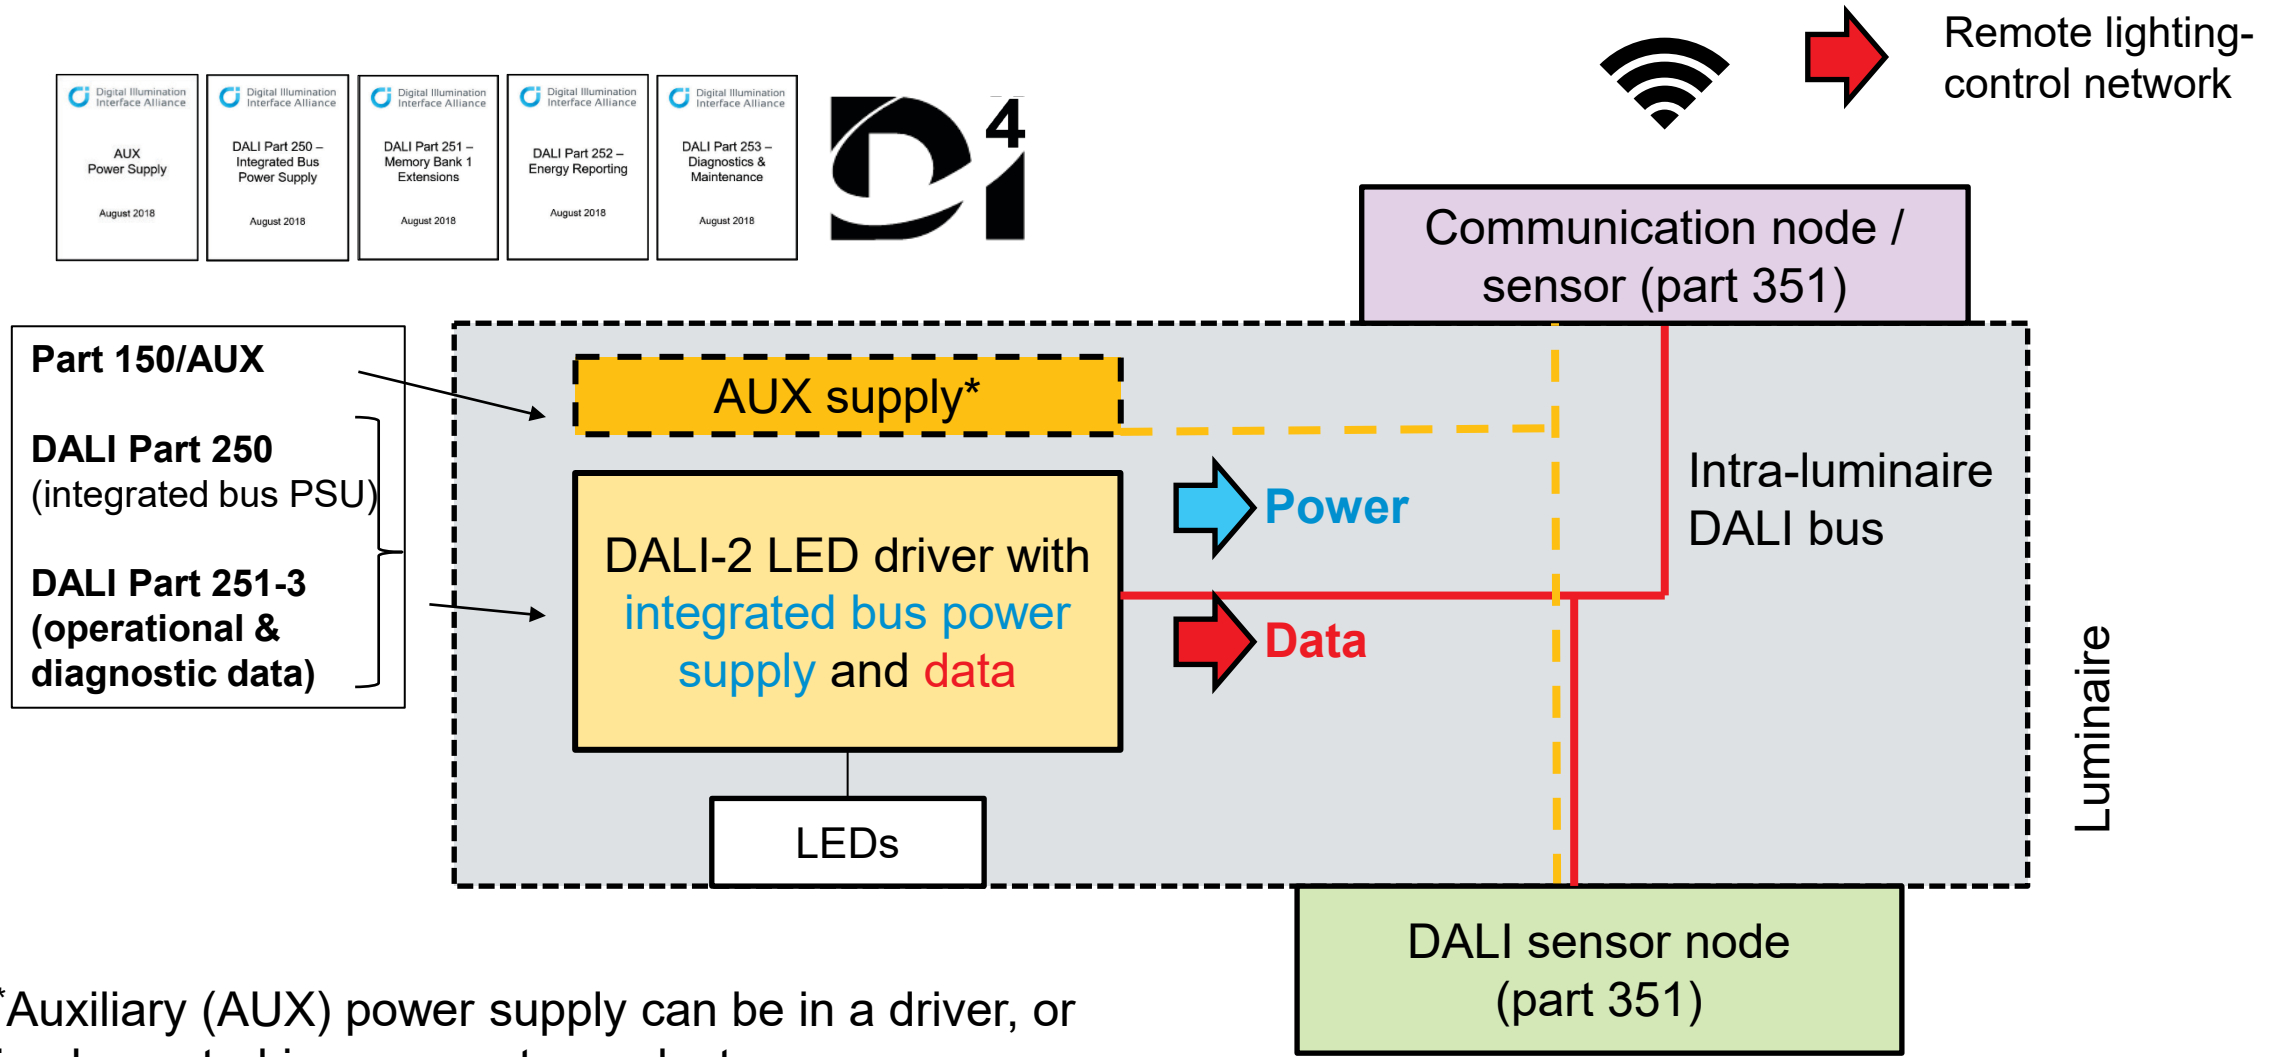 Remote lighting-
control network
Digital Illumination
Interface Alliance
AUX
Power Supply
August 2018
Digital Illumination
Interface Alliance
DALI Part 250 –
Integrated Bus
Power Supply
August 2018
Digital Illumination
Interface Alliance
DALI Part 251 –
Memory Bank 1
Extensions
August 2018
Digital Illumination
Interface Alliance
DALI Part 252 –
Energy Reporting
August 2018
Digital Illumination
Interface Alliance
DALI Part 253 –
Diagnostics &
Maintenance
August 2018
D4i
Communication node /
sensor (part 351)
Part 150/AUX
DALI Part 250
(integrated bus PSU)
DALI Part 251-3
(operational &
diagnostic data)
AUX supply*
DALI-2 LED driver with
integrated bus power
supply and data
Power
Data
Intra-luminaire
DALI bus
Luminaire
LEDs
DALI sensor node
(part 351)
*Auxiliary (AUX) power supply can be in a driver, or